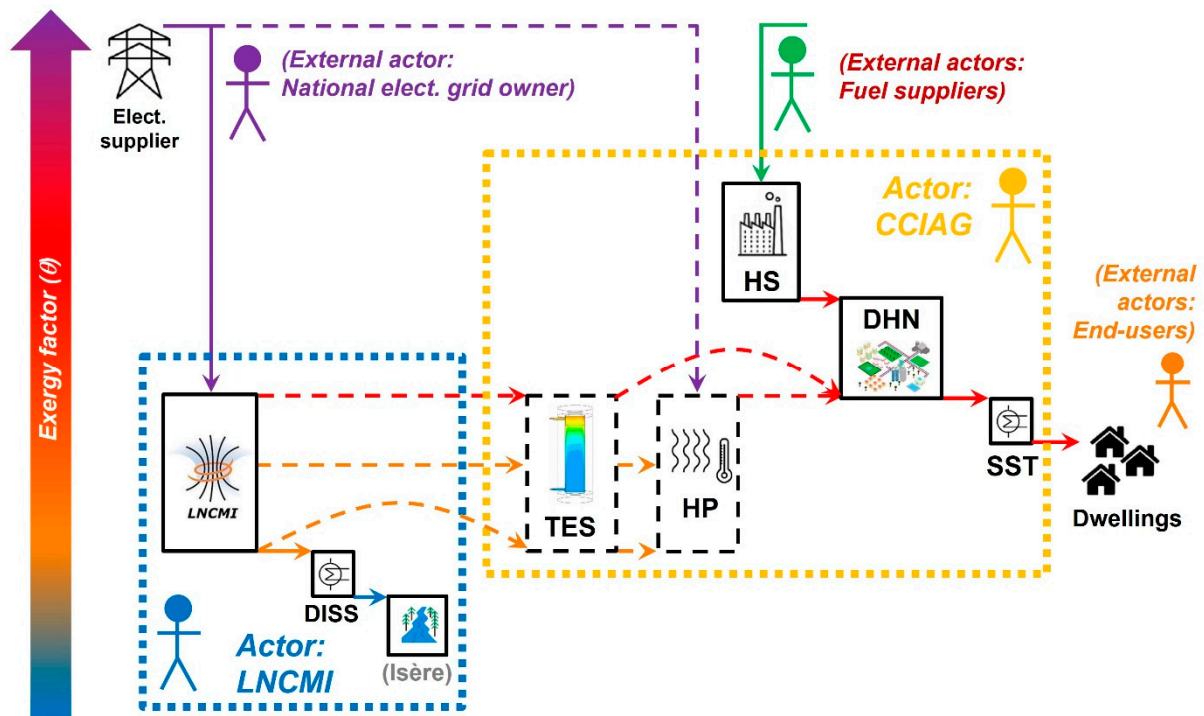 Exergy factor (θ)
Elect.
supplier
(External actor:
National elect. grid owner)
(External actors:
Fuel suppliers)
Actor:
CCIAG
HS
DHN
(External
actors:
End-users)
LNCMI
TES
HP
SST
Dwellings
DISS
(Isère)
Actor:
LNCMI